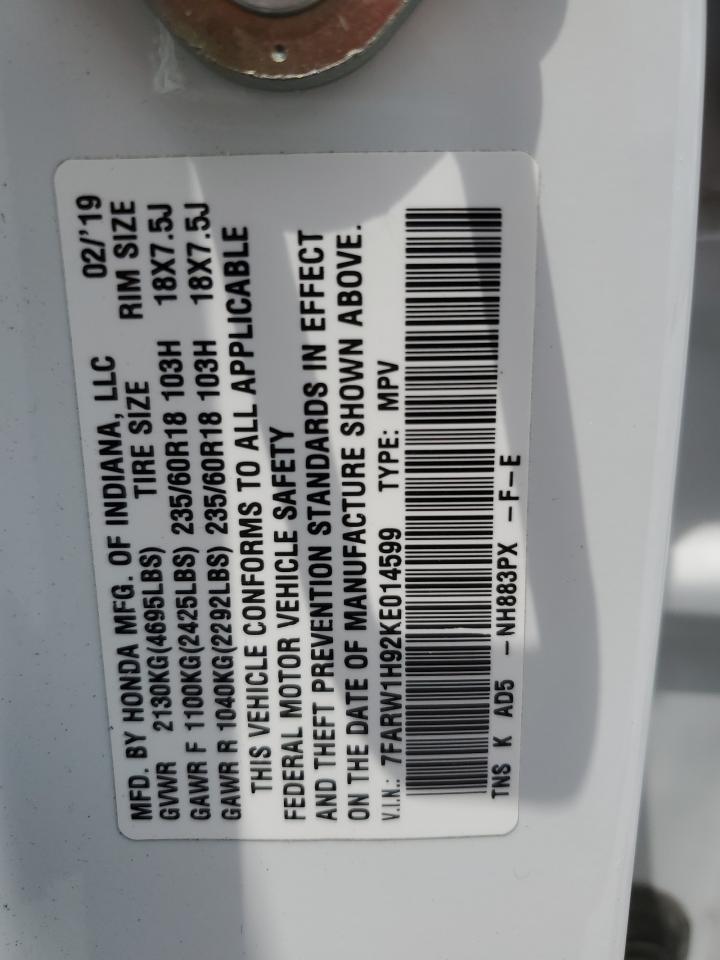 MFD. BY HONDA MFG. OF INDIANA, LLC 02/'19
GVWR 2130KG(4695LBS) TIRE SIZE RIM SIZE
GAWR F 1100KG(2425LBS) 235/60R18 103H 18X7.5J
GAWR R 1040KG(2292LBS) 235/60R18 103H 18X7.5J
THIS VEHICLE CONFORMS TO ALL APPLICABLE
FEDERAL MOTOR VEHICLE SAFETY
AND THEFT PREVENTION STANDARDS IN EFFECT
ON THE DATE OF MANUFACTURE SHOWN ABOVE.
V.I.N.: 7FARW1H92KE014599 TYPE: MPV
TNS K AD5 -NH883PX -F-E